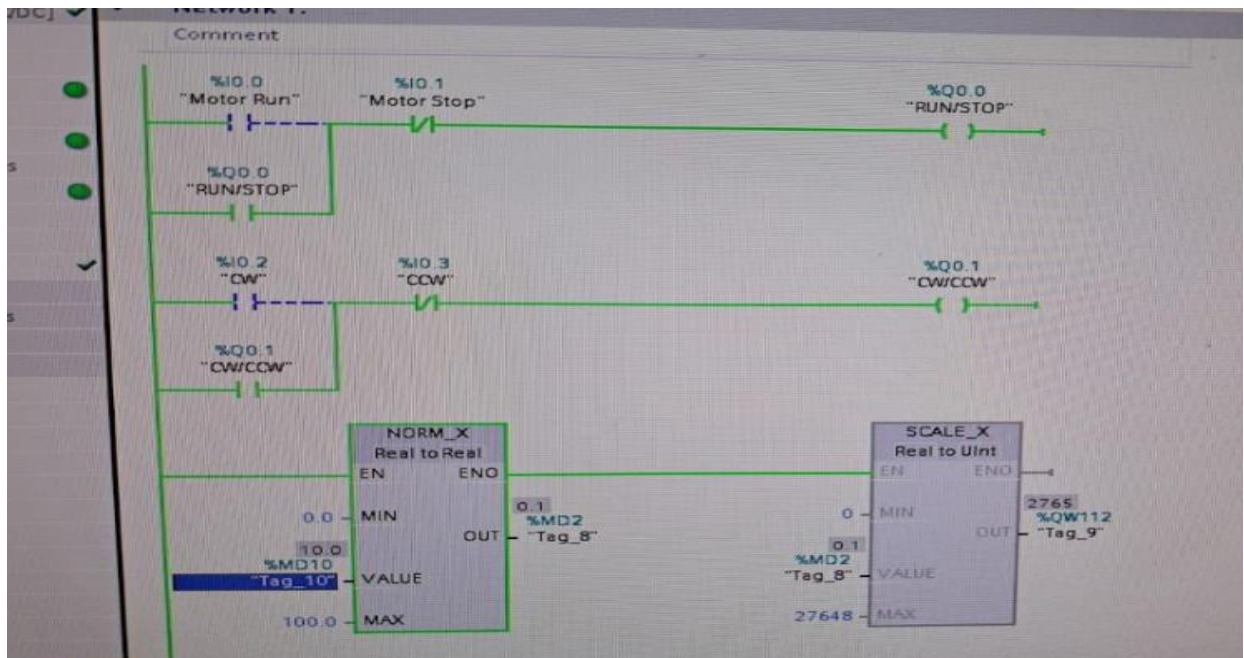 Network 1:
Comment
%I0.0
"Motor Run"
%I0.1
"Motor Stop"
%Q0.0
"RUN/STOP"
%Q0.0
"RUN/STOP"
%I0.2
"CW"
%I0.3
"CCW"
%Q0.1
"CW/CCW"
%Q0.1
"CW/CCW"
NORM_X
Real to Real
EN ENO
0.0 MIN
0.1
%MD2
OUT "Tag_8"
10.0
%MD10
"Tag_10" VALUE
100.0 MAX
SCALE_X
Real to UInt
EN ENO
0 MIN
2765
%QW112
OUT "Tag_9"
0.1
%MD2
"Tag_8" VALUE
27648 MAX